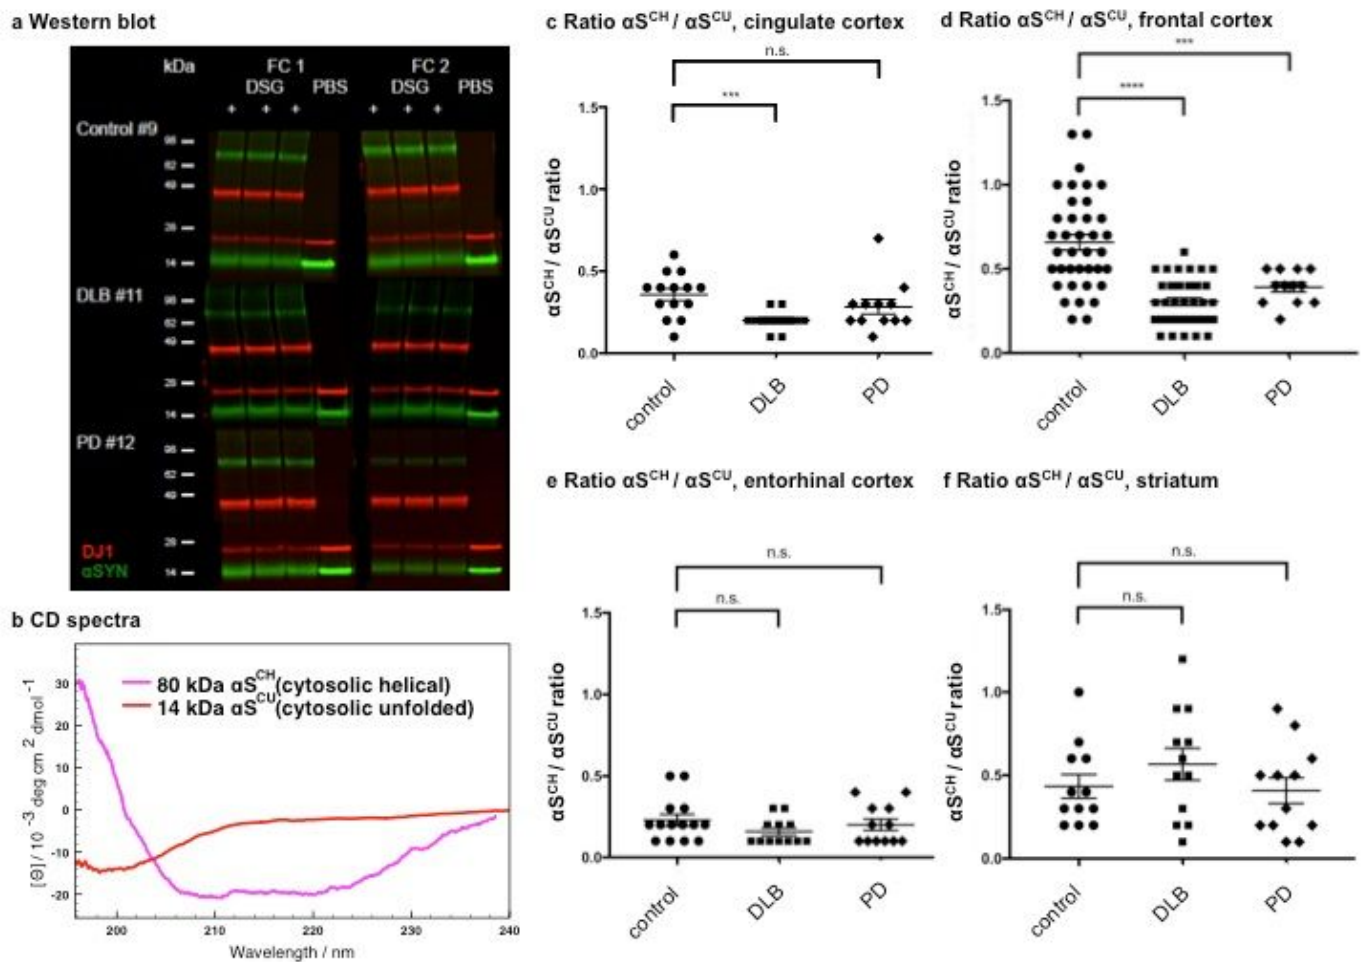 a Western blot
kDa
FC 1
FC 2
DSG
PBS
DSG
PBS
+ + +
+ + +
Control #9
98
62
49
28
14
DLB #11
98
62
49
28
14
PD #12
98
62
49
28
14
DJ1
αSYN
b CD spectra
80 kDa αS^CH (cytosolic helical)
14 kDa αS^CU (cytosolic unfolded)
[Θ] / 10^-3 deg cm^2 dmol^-1
30
20
10
0
-10
-20
200
210
220
230
240
Wavelength / nm
c Ratio αS^CH / αS^CU, cingulate cortex
n.s.
***
αS^CH / αS^CU ratio
1.5
1.0
0.5
0.0
control
DLB
PD
d Ratio αS^CH / αS^CU, frontal cortex
***
****
αS^CH / αS^CU ratio
1.5
1.0
0.5
0.0
control
DLB
PD
e Ratio αS^CH / αS^CU, entorhinal cortex
n.s.
n.s.
αS^CH / αS^CU ratio
1.5
1.0
0.5
0.0
control
DLB
PD
f Ratio αS^CH / αS^CU, striatum
n.s.
n.s.
αS^CH / αS^CU ratio
1.5
1.0
0.5
0.0
control
DLB
PD